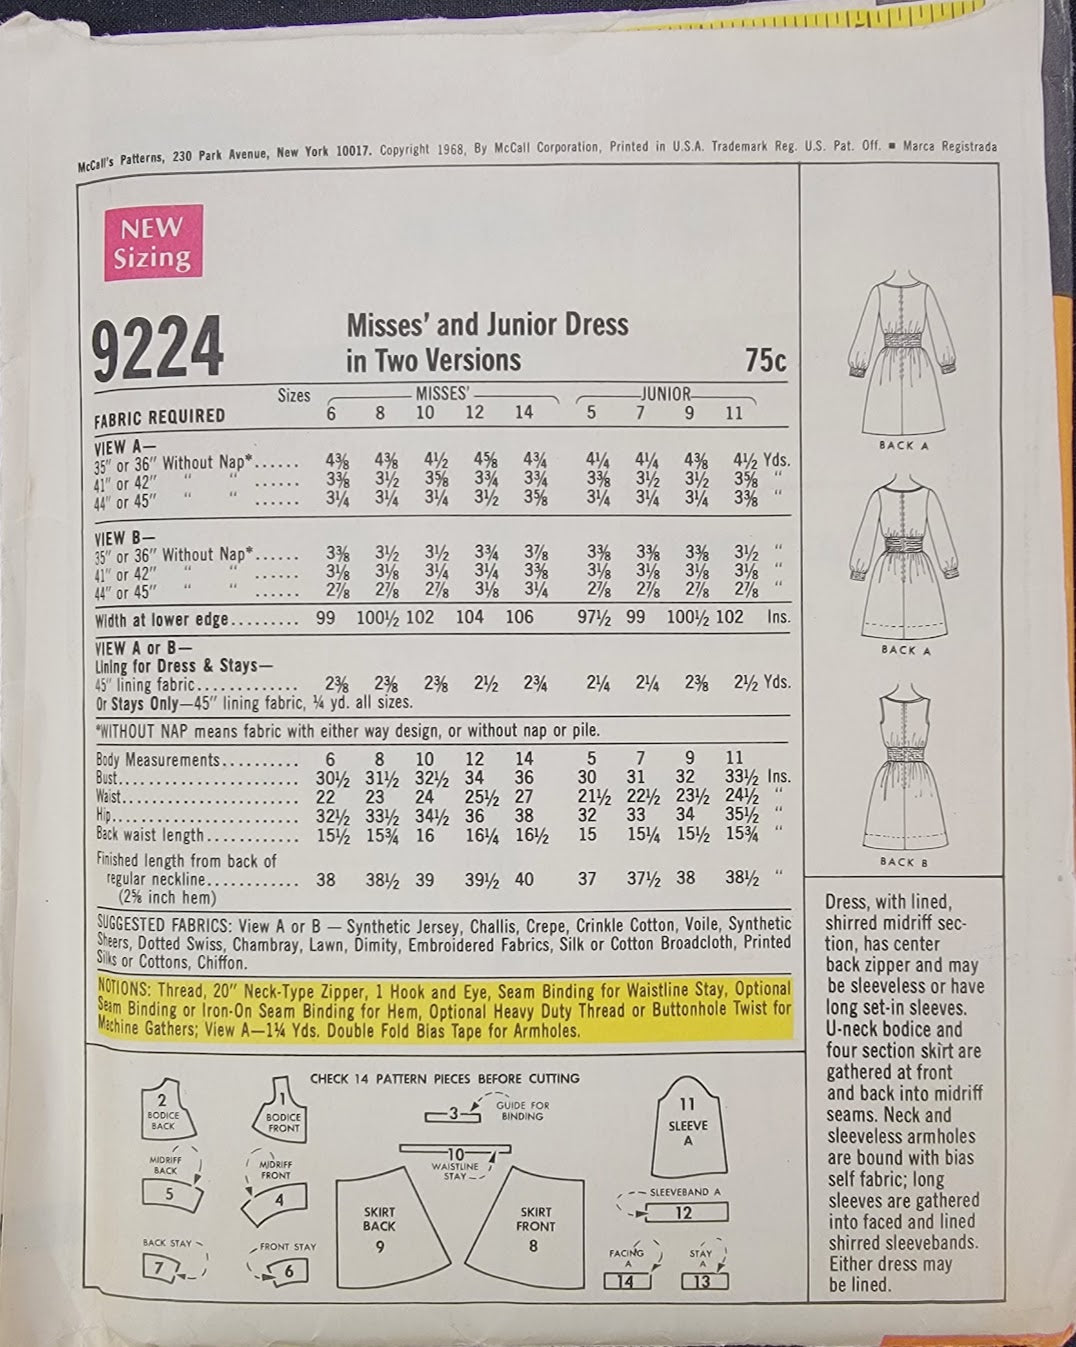 McCall's Patterns, 230 Park Avenue, New York 10017. Copyright 1968, By McCall Corporation, Printed in U.S.A. Trademark Reg. U.S. Pat. Off. ■ Marca Registrada
NEW
Sizing
9224
Misses' and Junior Dress
in Two Versions
75c
Sizes MISSES' JUNIOR
FABRIC REQUIRED 6 8 10 12 14 5 7 9 11
VIEW A—
35" or 36" Without Nap*...... 4⅜ 4⅜ 4½ 4⅝ 4¾ 4¼ 4¼ 4⅜ 4½ Yds.
41" or 42" " " ...... 3⅜ 3½ 3⅝ 3¾ 3¾ 3⅜ 3½ 3½ 3⅝ "
44" or 45" " " ...... 3¼ 3¼ 3¼ 3½ 3⅝ 3¼ 3¼ 3¼ 3⅜ "
VIEW B—
35" or 36" Without Nap*...... 3⅜ 3½ 3½ 3¾ 3⅞ 3⅜ 3⅜ 3⅜ 3½ "
41" or 42" " " ...... 3⅛ 3⅛ 3¼ 3¼ 3⅜ 3⅛ 3⅛ 3⅛ 3⅛ "
44" or 45" " " ...... 2⅞ 2⅞ 2⅞ 3⅛ 3¼ 2⅞ 2⅞ 2⅞ 2⅞ "
Width at lower edge......... 99 100½ 102 104 106 97½ 99 100½ 102 Ins.
VIEW A or B—
Lining for Dress & Stays—
45" lining fabric............. 2⅜ 2⅜ 2⅜ 2½ 2¾ 2¼ 2¼ 2⅜ 2½ Yds.
Or Stays Only—45" lining fabric, ¼ yd. all sizes.
*WITHOUT NAP means fabric with either way design, or without nap or pile.
Body Measurements.......... 6 8 10 12 14 5 7 9 11
Bust....................... 30½ 31½ 32½ 34 36 30 31 32 33½ Ins.
Waist...................... 22 23 24 25½ 27 21½ 22½ 23½ 24½ "
Hip........................ 32½ 33½ 34½ 36 38 32 33 34 35½ "
Back waist length............ 15½ 15¾ 16 16¼ 16½ 15 15¼ 15½ 15¾ "
Finished length from back of
regular neckline............ 38 38½ 39 39½ 40 37 37½ 38 38½ "
(2⅝ inch hem)
SUGGESTED FABRICS: View A or B — Synthetic Jersey, Challis, Crepe, Crinkle Cotton, Voile, Synthetic
Sheers, Dotted Swiss, Chambray, Lawn, Dimity, Embroidered Fabrics, Silk or Cotton Broadcloth, Printed
Silks or Cottons, Chiffon.
NOTIONS: Thread, 20" Neck-Type Zipper, 1 Hook and Eye, Seam Binding for Waistline Stay, Optional
Seam Binding or Iron-On Seam Binding for Hem, Optional Heavy Duty Thread or Buttonhole Twist for
Machine Gathers; View A—1¼ Yds. Double Fold Bias Tape for Armholes.
CHECK 14 PATTERN PIECES BEFORE CUTTING
2
BODICE
BACK
1
BODICE
FRONT
3
GUIDE FOR
BINDING
11
SLEEVE
A
MIDRIFF
BACK
5
MIDRIFF
FRONT
4
10
WAISTLINE
STAY
SKIRT
BACK
9
SKIRT
FRONT
8
SLEEVEBAND A
12
BACK STAY
7
FRONT STAY
6
FACING
A
14
STAY
A
13
BACK A
BACK A
BACK B
Dress, with lined,
shirred midriff sec-
tion, has center
back zipper and may
be sleeveless or have
long set-in sleeves.
U-neck bodice and
four section skirt are
gathered at front
and back into midriff
seams. Neck and
sleeveless armholes
are bound with bias
self fabric; long
sleeves are gathered
into faced and lined
shirred sleevebands.
Either dress may
be lined.